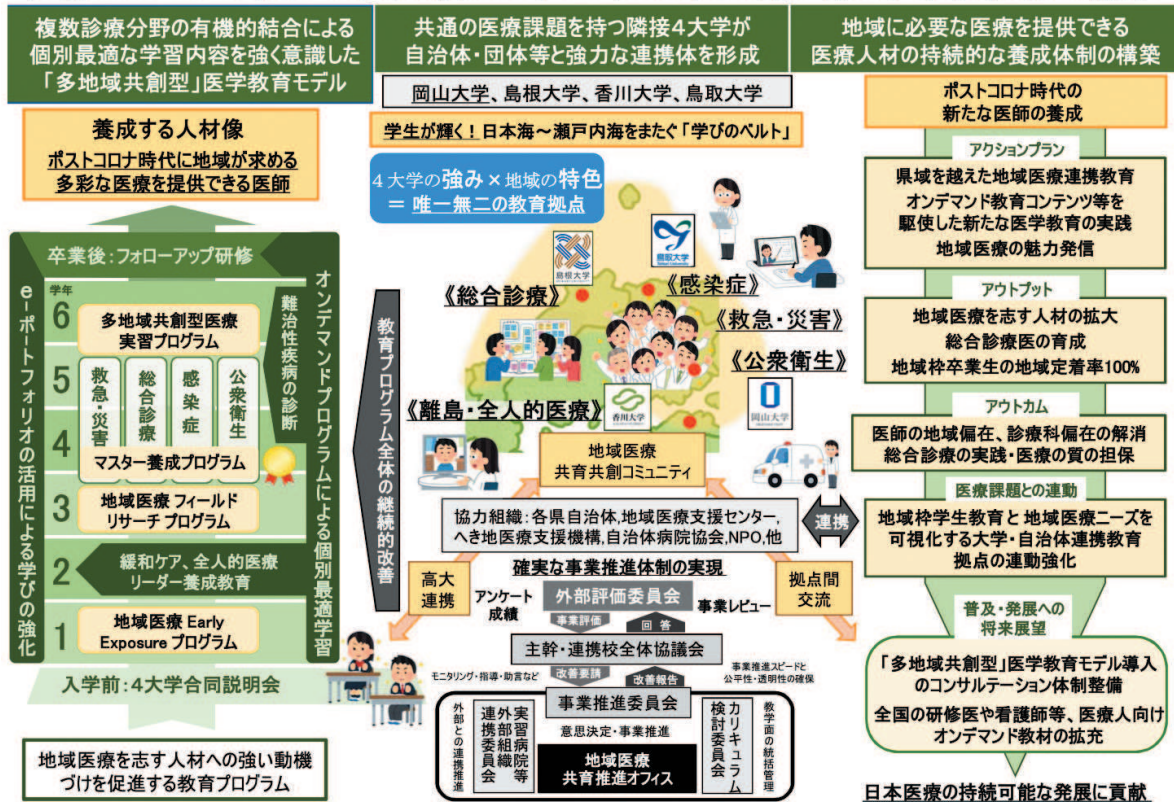 複数診療分野の有機的結合による
個別最適な学習内容を強く意識した
「多地域共創型」医学教育モデル
養成する人材像
ポストコロナ時代に地域が求める
多彩な医療を提供できる医師
卒業後：フォローアップ研修
e-ポートフォリオの活用による学びの強化
オンデマンドプログラムによる個別最適学習
学年
6
多地域共創型医療
実習プログラム
難治性疾病の診断
5
救急・災害
総合診療
感染症
公衆衛生
4
マスター養成プログラム
3
地域医療 フィールド
リサーチ プログラム
2
緩和ケア、全人的医療
リーダー養成教育
1
地域医療 Early
Exposure プログラム
入学前：４大学合同説明会
地域医療を志す人材への強い動機
づけを促進する教育プログラム
共通の医療課題を持つ隣接４大学が
自治体・団体等と強力な連携体を形成
岡山大学、島根大学、香川大学、鳥取大学
学生が輝く！日本海～瀬戸内海をまたぐ「学びのベルト」
４大学の強み×地域の特色
＝ 唯一無二の教育拠点
島根大学
鳥取大学
《総合診療》
《感染症》
《救急・災害》
《公衆衛生》
《離島・全人的医療》
香川大学
岡山大学
教育プログラム全体の継続的改善
地域医療
共育共創コミュニティ
協力組織：各県自治体,地域医療支援センター,
へき地医療支援機構,自治体病院協会,NPO,他
連携
高大
連携
拠点間
交流
確実な事業推進体制の実現
アンケート
成績
外部評価委員会
事業レビュー
事業評価
回 答
主幹・連携校全体協議会
モニタリング・指導・助言など
改善要請
改善報告
事業推進スピードと
公平性・透明性の確保
事業推進委員会
意思決定・事業推進
外部との連携推進
実習病院等
外部組織
連携委員会
地域医療
共育推進オフィス
カリキュラム
検討委員会
教学面の統括管理
地域に必要な医療を提供できる
医療人材の持続的な養成体制の構築
ポストコロナ時代の
新たな医師の養成
アクションプラン
県域を越えた地域医療連携教育
オンデマンド教育コンテンツ等を
駆使した新たな医学教育の実践
地域医療の魅力発信
アウトプット
地域医療を志す人材の拡大
総合診療医の育成
地域枠卒業生の地域定着率100%
アウトカム
医師の地域偏在、診療科偏在の解消
総合診療の実践・医療の質の担保
医療課題との連動
地域枠学生教育と地域医療ニーズを
可視化する大学・自治体連携教育
拠点の連動強化
普及・発展への
将来展望
「多地域共創型」医学教育モデル導入
のコンサルテーション体制整備
全国の研修医や看護師等、医療人向け
オンデマンド教材の拡充
日本医療の持続可能な発展に貢献